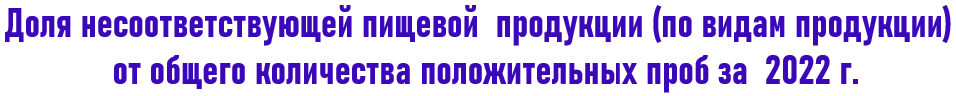 Доля несоответствующей пищевой продукции (по видам продукции)
от общего количества положительных проб за 2022 г.